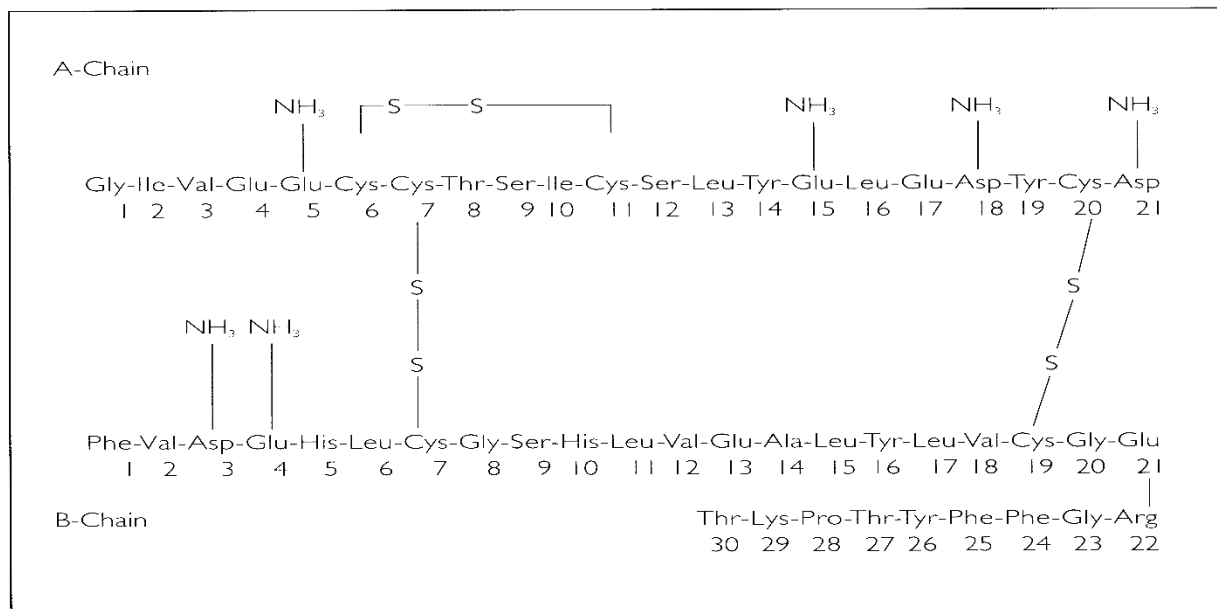 A-Chain
NH₃ S S NH₃ NH₃ NH₃
Gly-Ile-Val-Glu-Glu-Cys-Cys-Thr-Ser-Ile-Cys-Ser-Leu-Tyr-Glu-Leu-Glu-Asp-Tyr-Cys-Asp
1 2 3 4 5 6 7 8 9 10 11 12 13 14 15 16 17 18 19 20 21
S S
NH₃ NH₃
S S
Phe-Val-Asp-Glu-His-Leu-Cys-Gly-Ser-His-Leu-Val-Glu-Ala-Leu-Tyr-Leu-Val-Cys-Gly-Glu
1 2 3 4 5 6 7 8 9 10 11 12 13 14 15 16 17 18 19 20 21
B-Chain Thr-Lys-Pro-Thr-Tyr-Phe-Phe-Gly-Arg
30 29 28 27 26 25 24 23 22